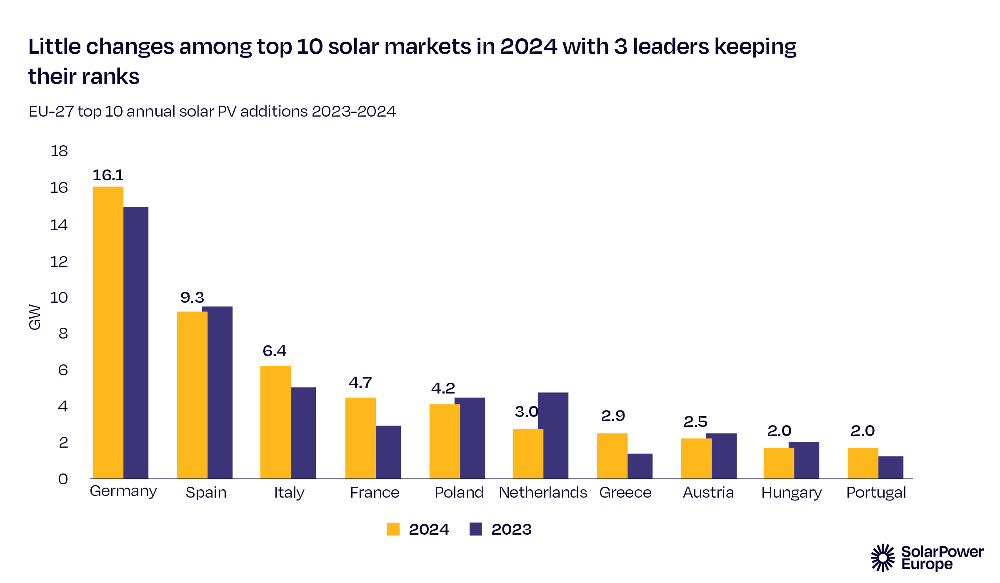 Little changes among top 10 solar markets in 2024 with 3 leaders keeping
their ranks
EU-27 top 10 annual solar PV additions 2023-2024
GW
18
16
14
12
10
8
6
4
2
0
16.1
9.3
6.4
4.7
4.2
3.0
2.9
2.5
2.0
2.0
Germany
Spain
Italy
France
Poland
Netherlands
Greece
Austria
Hungary
Portugal
2024
2023
SolarPower
Europe